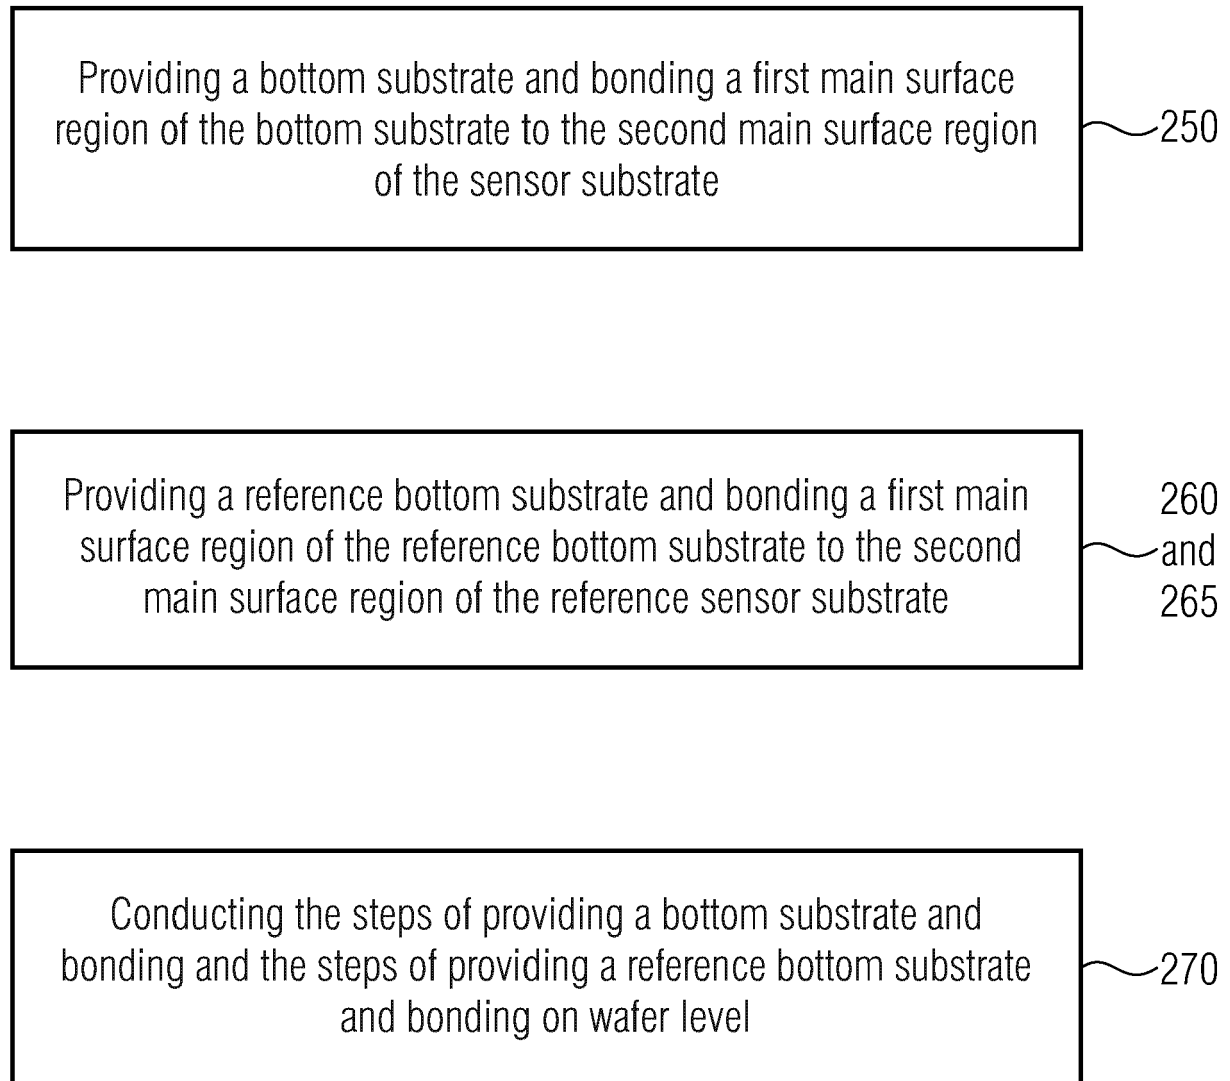 Providing a bottom substrate and bonding a first main surface
region of the bottom substrate to the second main surface region
of the sensor substrate
250
Providing a reference bottom substrate and bonding a first main
surface region of the reference bottom substrate to the second
main surface region of the reference sensor substrate
260
and
265
Conducting the steps of providing a bottom substrate and
bonding and the steps of providing a reference bottom substrate
and bonding on wafer level
270